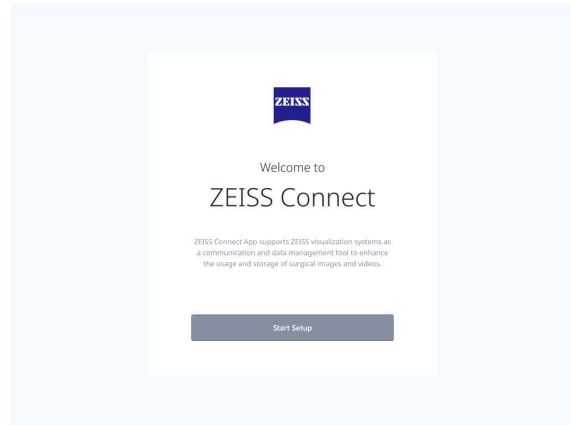 ZEISS
Welcome to
ZEISS Connect
ZEISS Connect App supports ZEISS visualization systems as
a communication and data management tool to enhance
the usage and storage of surgical images and videos.
Start Setup